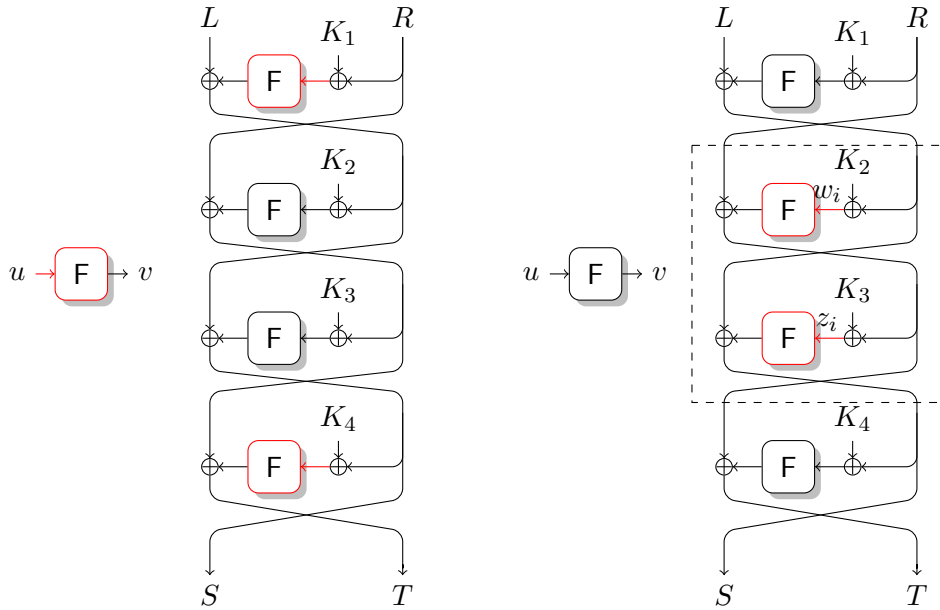 L R L R
K₁ K₁
F F
K₂ K₂
F wᵢ F
u F v u F v
K₃ K₃
F zᵢ F
K₄ K₄
F F
S T S T